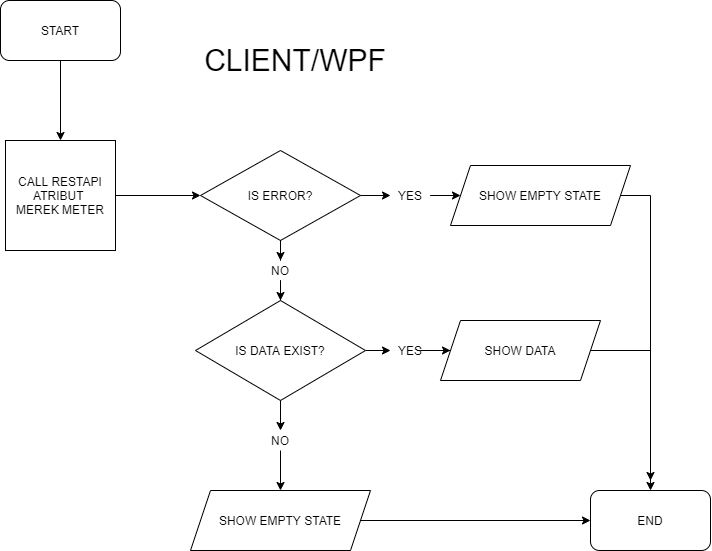 START
CLIENT/WPF
CALL RESTAPI
ATRIBUT
MEREK METER
IS ERROR?
YES
SHOW EMPTY STATE
NO
IS DATA EXIST?
YES
SHOW DATA
NO
SHOW EMPTY STATE
END